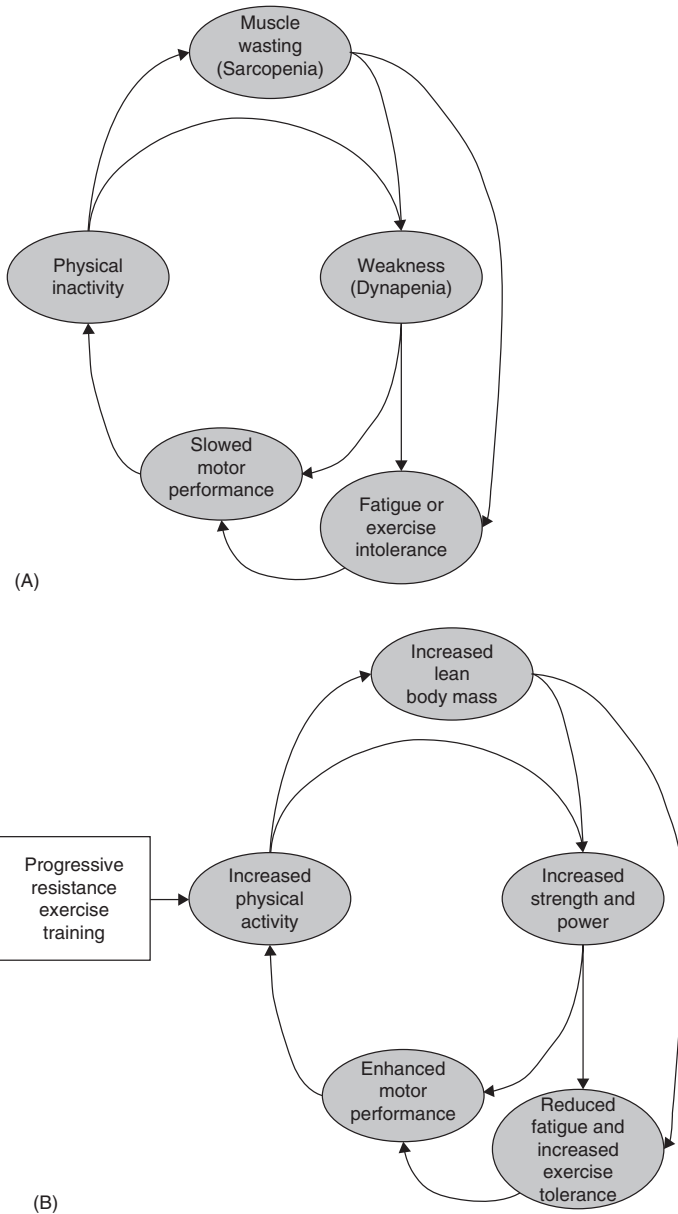 Muscle
wasting
(Sarcopenia)
Physical
inactivity
Weakness
(Dynapenia)
Slowed
motor
performance
Fatigue or
exercise
intolerance
(A)
Increased
lean
body mass
Progressive
resistance
exercise
training
Increased
physical
activity
Increased
strength and
power
Enhanced
motor
performance
Reduced
fatigue and
increased
exercise
tolerance
(B)